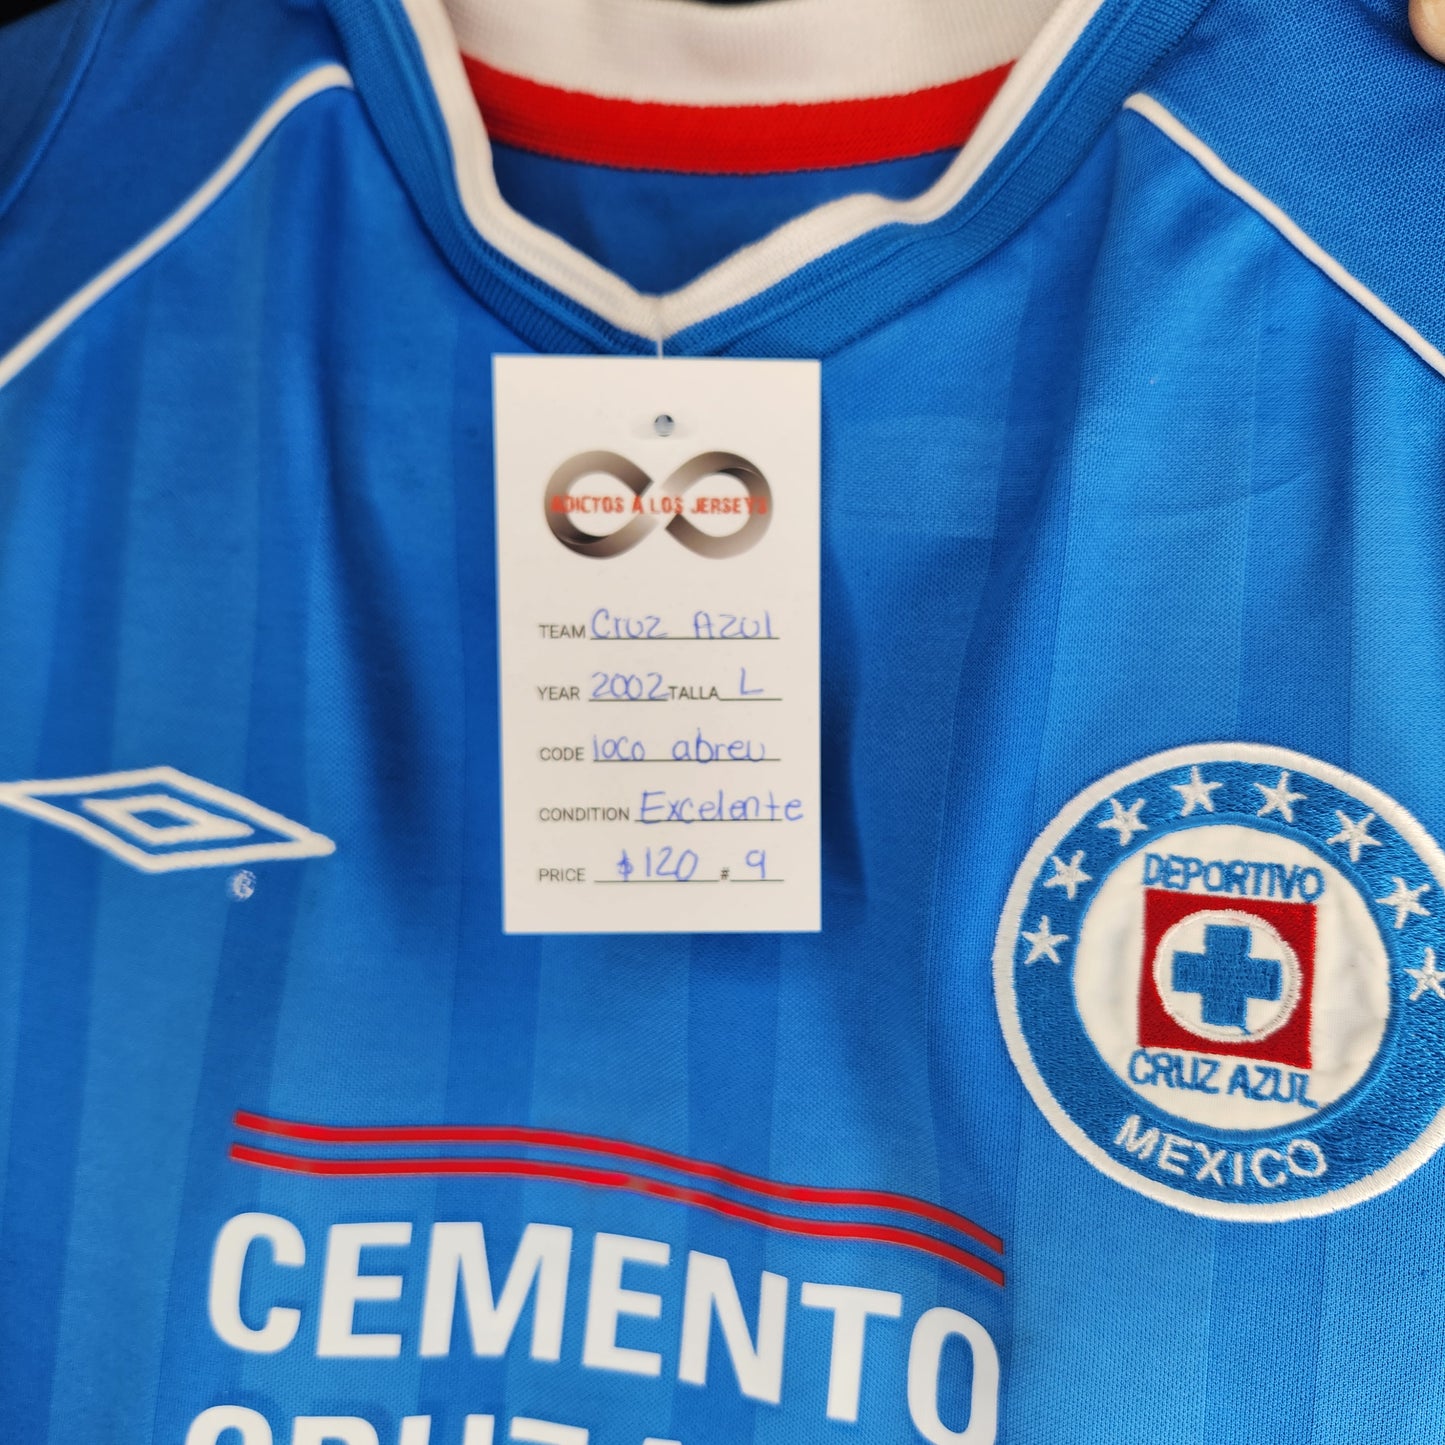 ADICTOS A LOS JERSEYS
TEAM Cruz Azul
YEAR 2002 TALLA L
CODE loco abreu
CONDITION Excelente
PRICE $120 # 9
®
DEPORTIVO
CRUZ AZUL
MEXICO
CEMENTO
CRUZ